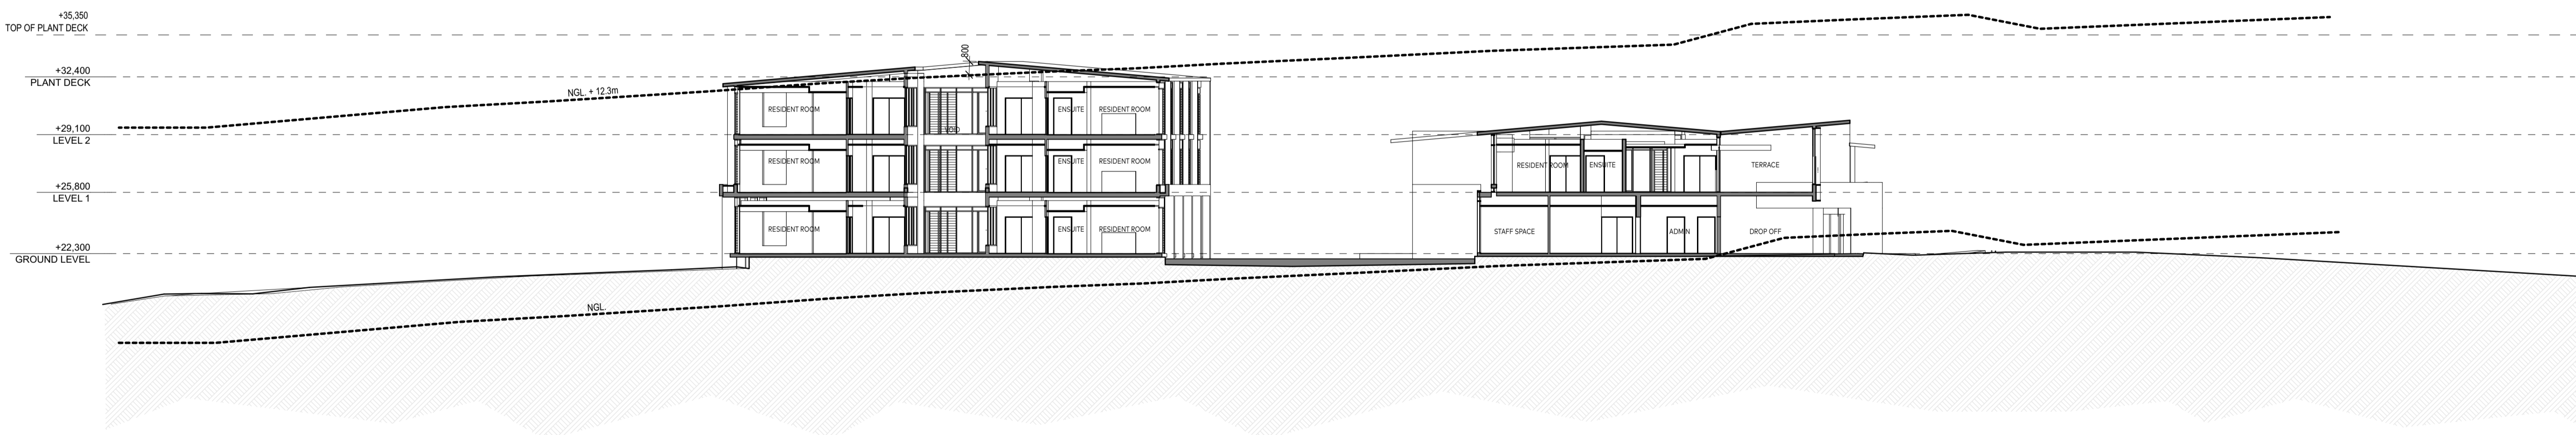 +35,350
TOP OF PLANT DECK
+32,400
PLANT DECK
+29,100
LEVEL 2
+25,800
LEVEL 1
+22,300
GROUND LEVEL
NGL. + 12.3m
800
RESIDENT ROOM
ENSUITE
RESIDENT ROOM
VOID
RESIDENT ROOM
ENSUITE
RESIDENT ROOM
RESIDENT ROOM
ENSUITE
TERRACE
RESIDENT ROOM
ENSUITE
RESIDENT ROOM
STAFF SPACE
ADMIN
DROP OFF
NGL.